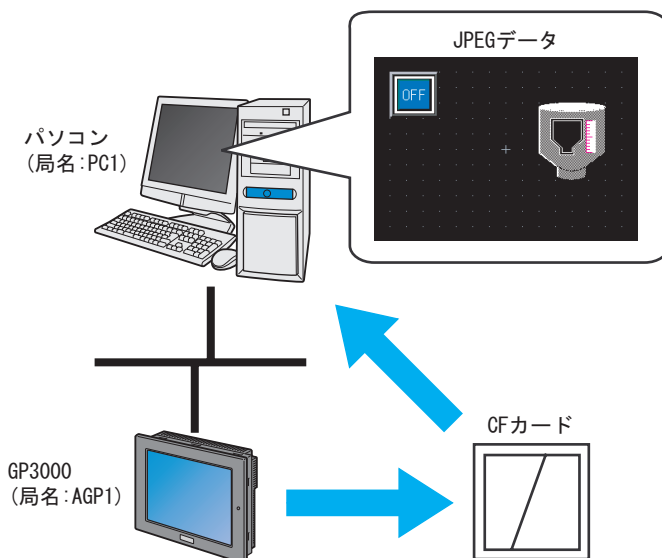 JPEGデータ
OFF
パソコン
(局名:PC1)
CFカード
GP3000
(局名:AGP1)